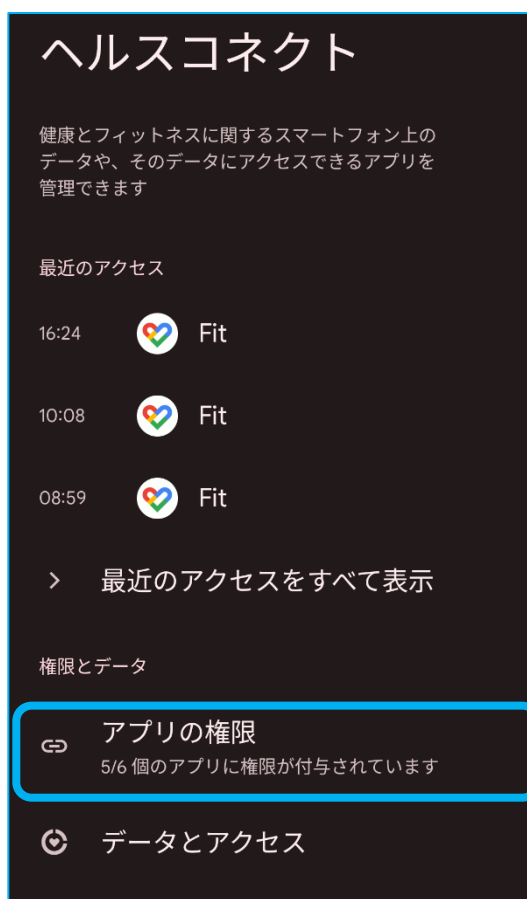 ヘルスコネクト
健康とフィットネスに関するスマートフォン上の
データや、そのデータにアクセスできるアプリを
管理できます
最近のアクセス
16:24 Fit
10:08 Fit
08:59 Fit
最近のアクセスをすべて表示
権限とデータ
アプリの権限
5/6 個のアプリに権限が付与されています
データとアクセス